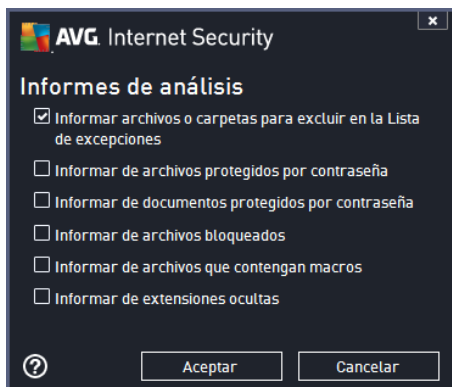 AVG. Internet Security
Informes de análisis
Informar archivos o carpetas para excluir en la Lista
de excepciones
Informar de archivos protegidos por contraseña
Informar de documentos protegidos por contraseña
Informar de archivos bloqueados
Informar de archivos que contengan macros
Informar de extensiones ocultas
?
Aceptar
Cancelar